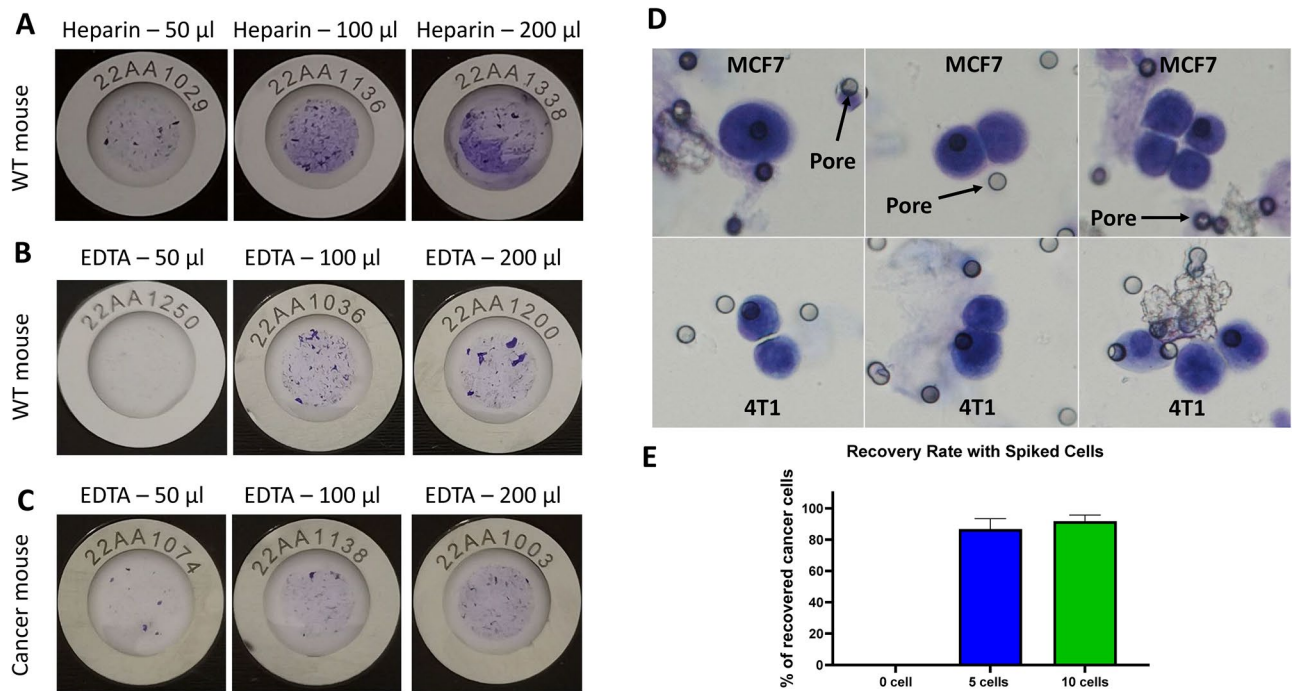 A
Heparin – 50 µl
Heparin – 100 µl
Heparin – 200 µl
WT mouse
22AA1029
22AA1136
22AA1338
B
EDTA – 50 µl
EDTA – 100 µl
EDTA – 200 µl
WT mouse
22AA1250
22AA1036
22AA1200
C
EDTA – 50 µl
EDTA – 100 µl
EDTA – 200 µl
Cancer mouse
22AA1074
22AA1138
22AA1003
D
MCF7
MCF7
MCF7
Pore
Pore
Pore
4T1
4T1
4T1
E
Recovery Rate with Spiked Cells
% of recovered cancer cells
100
80
60
40
20
0
0 cell
5 cells
10 cells